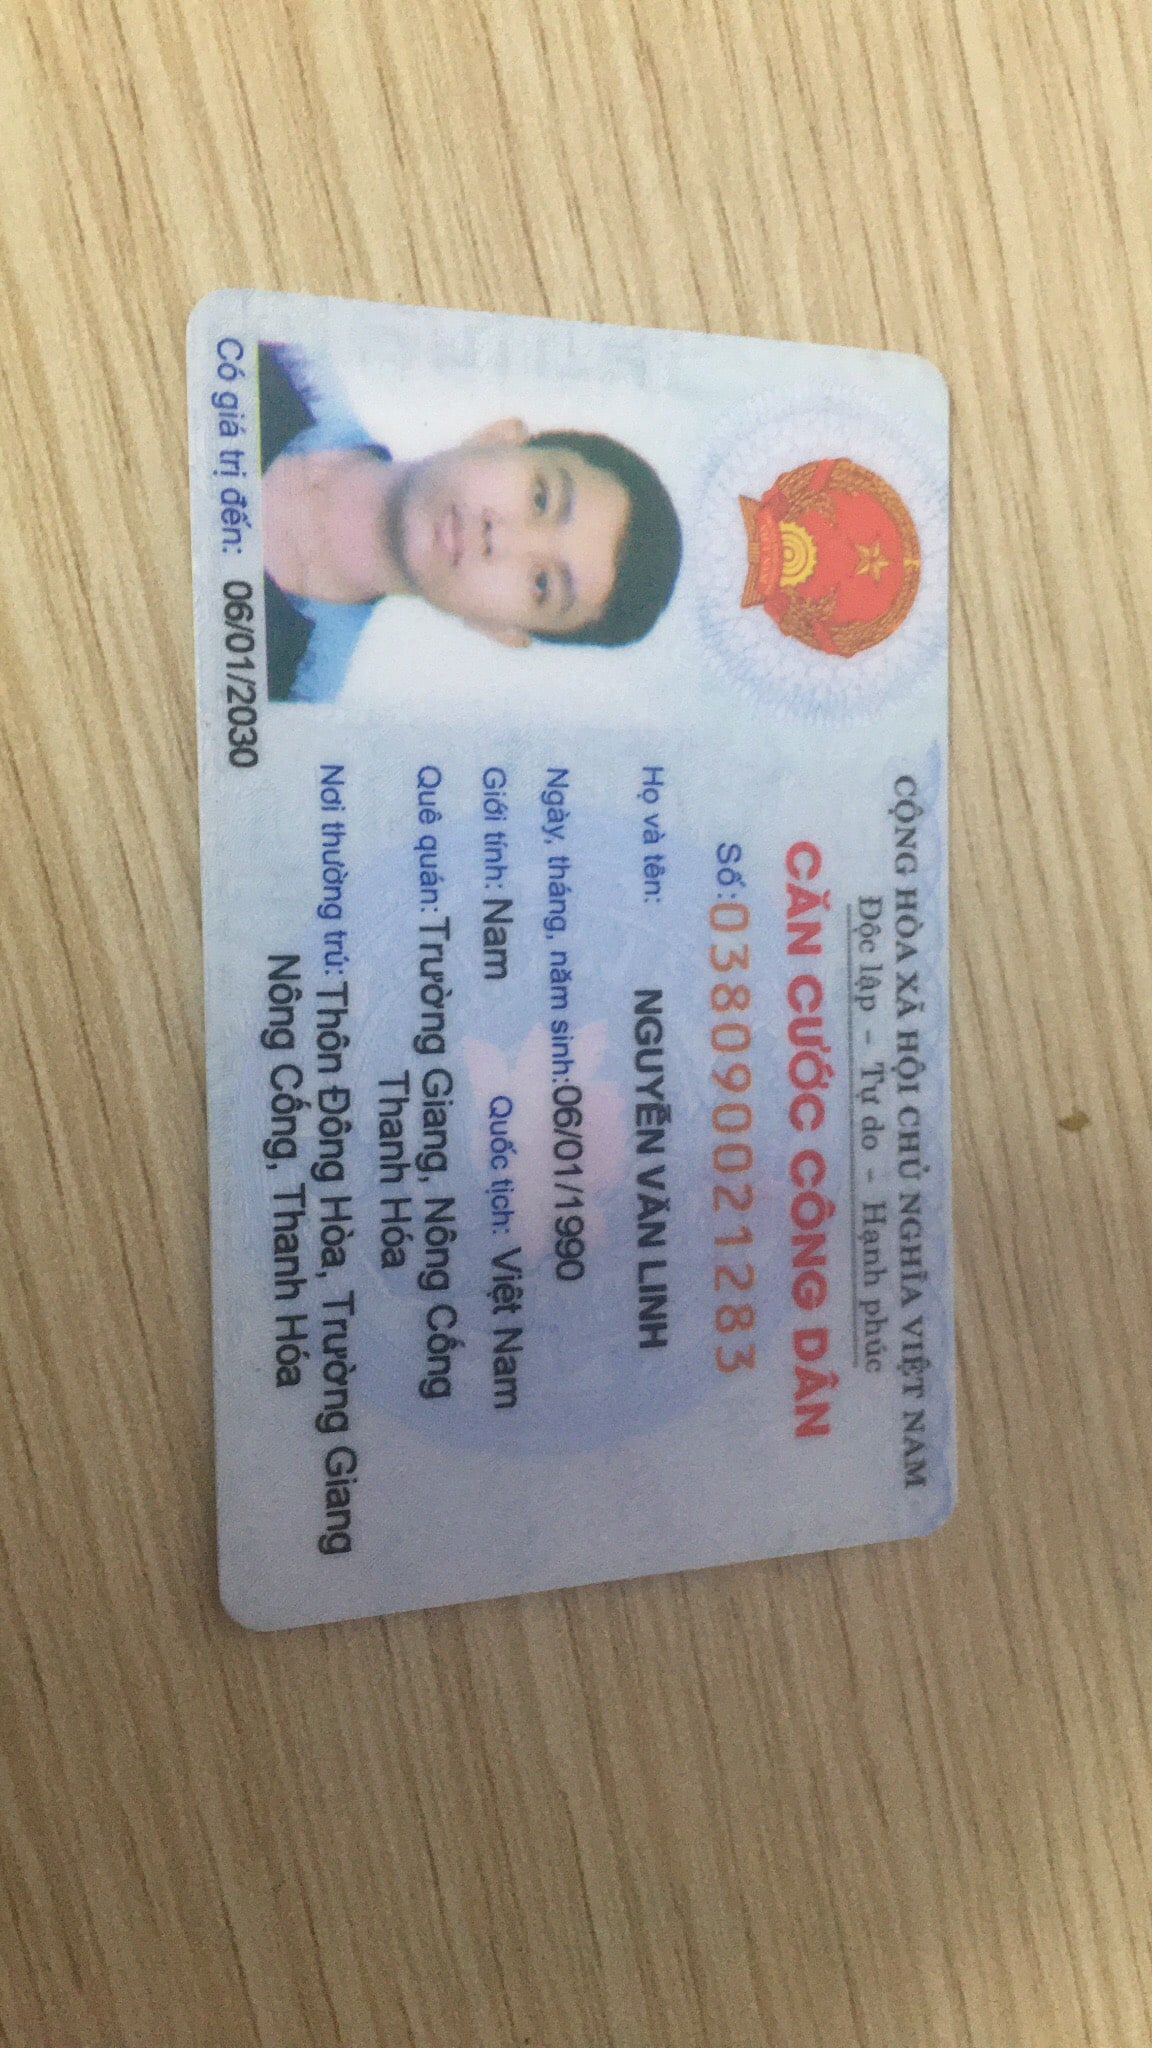 CỘNG HÒA XÃ HỘI CHỦ NGHĨA VIỆT NAM
Độc lập - Tự do - Hạnh phúc
CĂN CƯỚC CÔNG DÂN
Số: 038090021283
Họ và tên: NGUYỄN VĂN LINH
Ngày, tháng, năm sinh: 06/01/1990
Giới tính: Nam Quốc tịch: Việt Nam
Quê quán: Trường Giang, Nông Cống
Thanh Hóa
Nơi thường trú: Thôn Đông Hòa, Trường Giang
Nông Cống, Thanh Hóa
Có giá trị đến: 06/01/2030